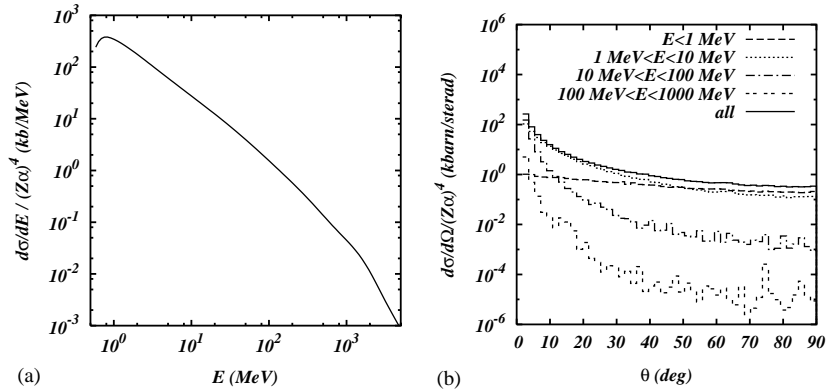 dσ/dE / (Zα)^4 (kb/MeV)
10^3
10^2
10^1
10^0
10^-1
10^-2
10^-3
10^0
10^1
10^2
10^3
E (MeV)
(a)
dσ/dΩ/(Zα)^4 (kbarn/sterad)
10^6
10^4
10^2
10^0
10^-2
10^-4
10^-6
E<1 MeV
1 MeV<E<10 MeV
10 MeV<E<100 MeV
100 MeV<E<1000 MeV
all
0 10 20 30 40 50 60 70 80 90
θ (deg)
(b)